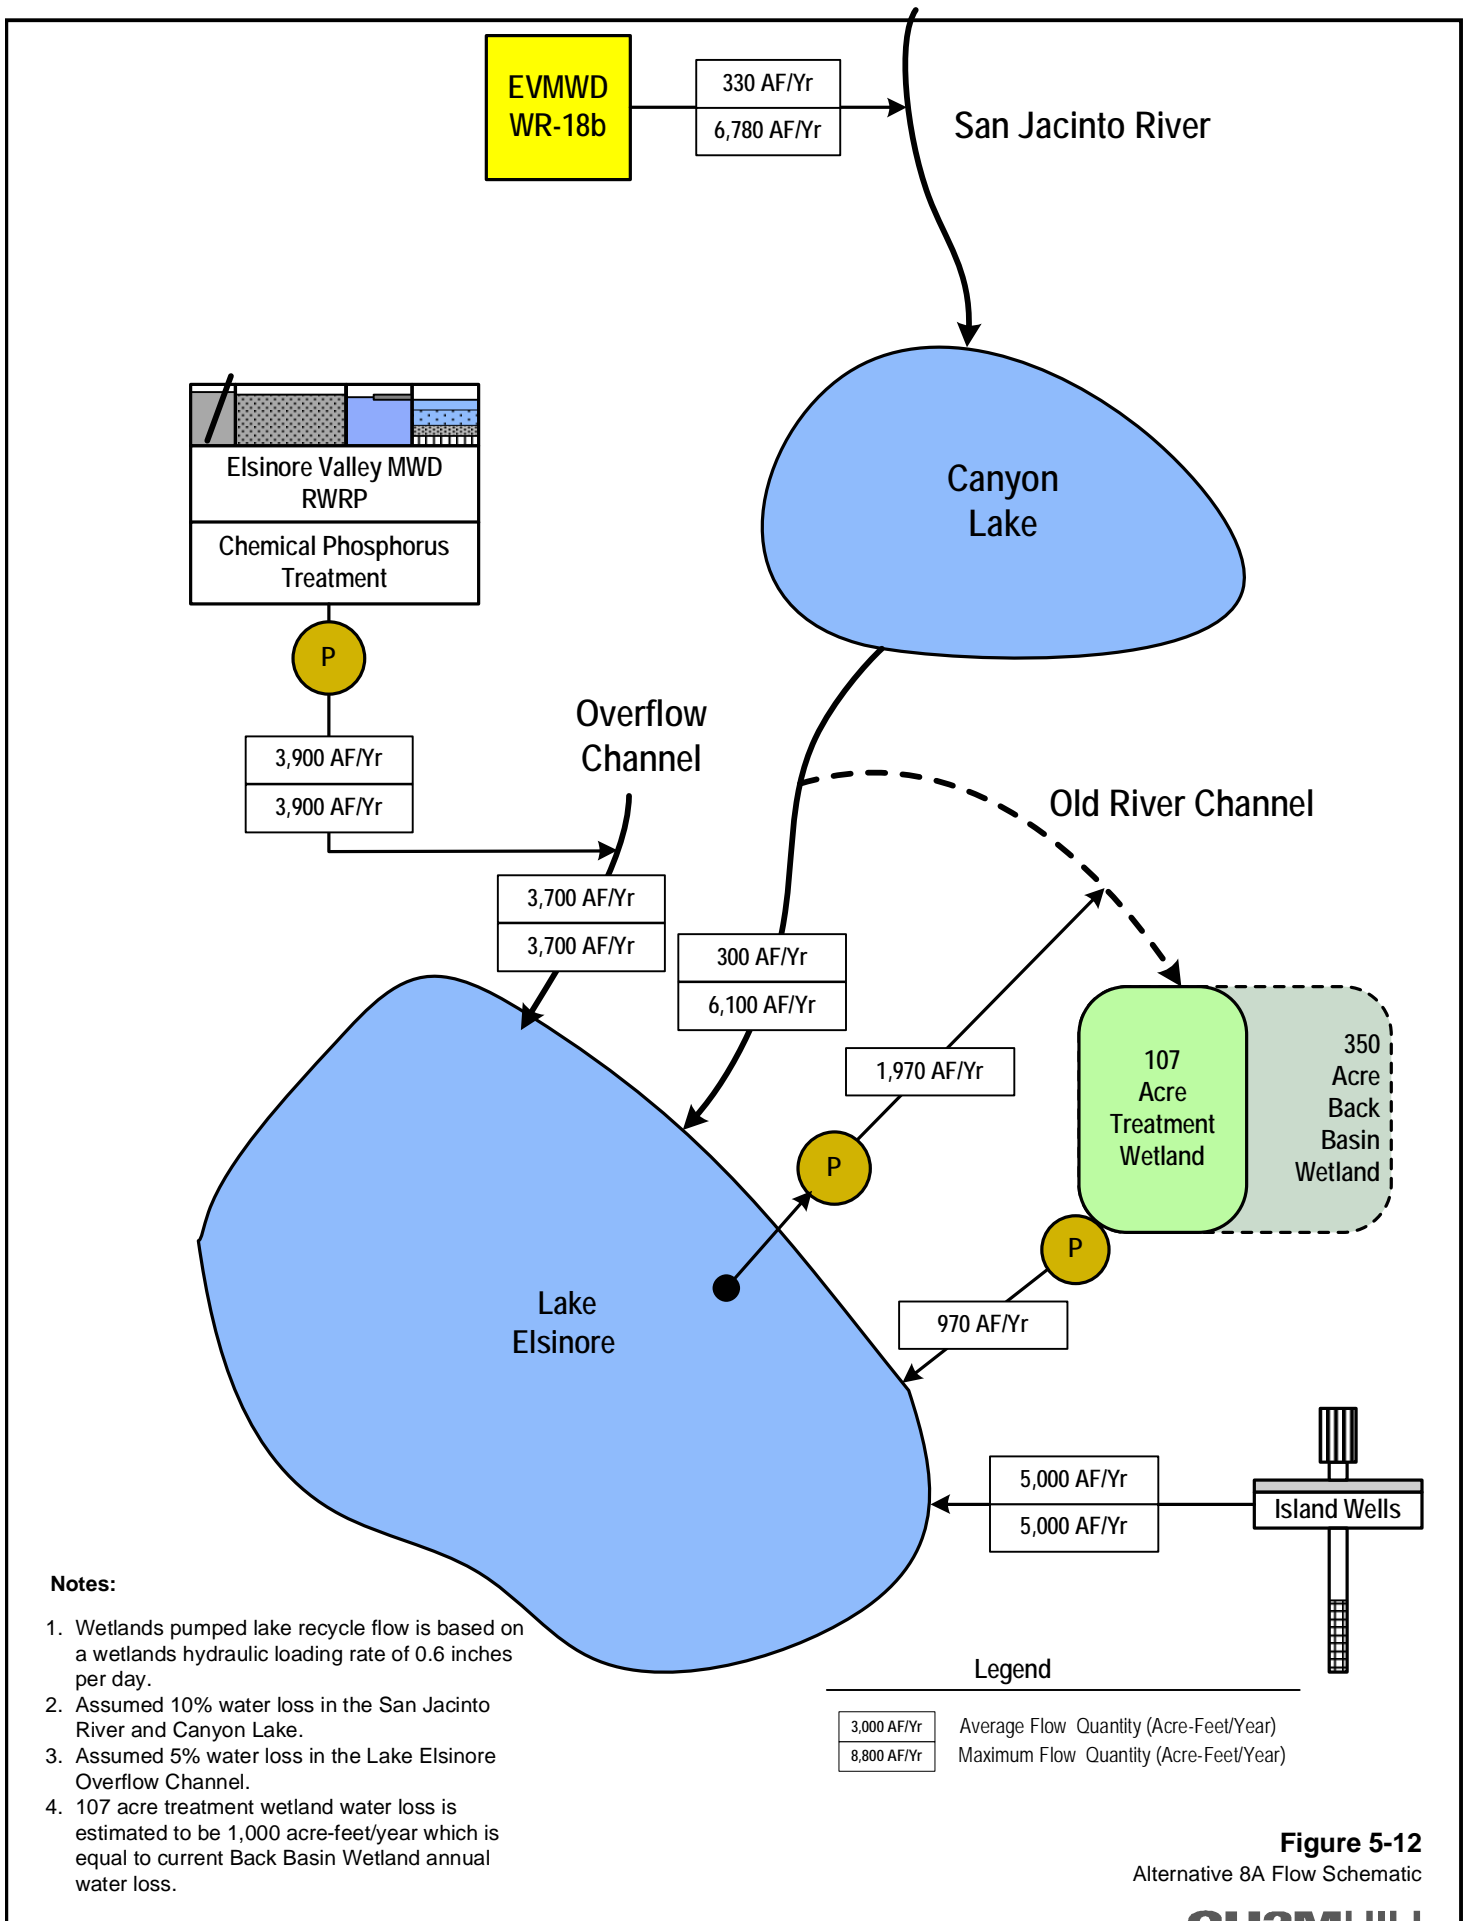 EVMWD
WR-18b
330 AF/Yr
6,780 AF/Yr
San Jacinto River
Canyon
Lake
Elsinore Valley MWD
RWRP
Chemical Phosphorus
Treatment
P
3,900 AF/Yr
3,900 AF/Yr
Overflow
Channel
3,700 AF/Yr
3,700 AF/Yr
300 AF/Yr
6,100 AF/Yr
Old River Channel
1,970 AF/Yr
P
107
Acre
Treatment
Wetland
350
Acre
Back
Basin
Wetland
P
970 AF/Yr
Lake
Elsinore
5,000 AF/Yr
5,000 AF/Yr
Island Wells
Notes:
1. Wetlands pumped lake recycle flow is based on
a wetlands hydraulic loading rate of 0.6 inches
per day.
2. Assumed 10% water loss in the San Jacinto
River and Canyon Lake.
3. Assumed 5% water loss in the Lake Elsinore
Overflow Channel.
4. 107 acre treatment wetland water loss is
estimated to be 1,000 acre-feet/year which is
equal to current Back Basin Wetland annual
water loss.
Legend
3,000 AF/Yr Average Flow Quantity (Acre-Feet/Year)
8,800 AF/Yr Maximum Flow Quantity (Acre-Feet/Year)
Figure 5-12
Alternative 8A Flow Schematic